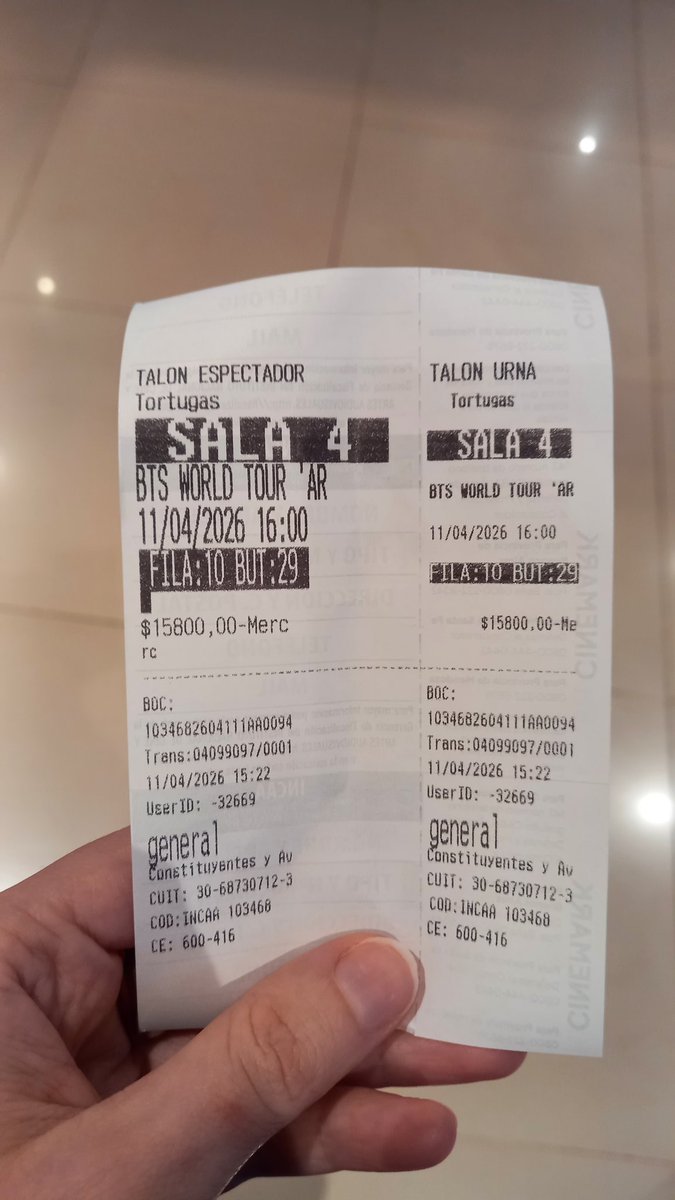 TALON ESPECTADOR
Tortugas
SALA 4
BTS WORLD TOUR 'AR
11/04/2026 16:00
FILA:10 BUT:29
$15800,00-Merc
rc
BOC:
1034682604111AA0094
Trans:04099097/0001
11/04/2026 15:22
UserID: -32669
general
Constituyentes y Av
CUIT: 30-68730712-3
COD:INCAA 103468
CE: 600-416
TALON URNA
Tortugas
SALA 4
BTS WORLD TOUR 'AR
11/04/2026 16:00
FILA:10 BUT:29
$15800,00-Me
BOC:
1034682604111AA0094
Trans:04099097/0001
11/04/2026 15:22
UserID: -32669
general
Constituyentes y Av
CUIT: 30-68730712-3
COD:INCAA 103468
CE: 600-416
CINEMARK
CINEMARK